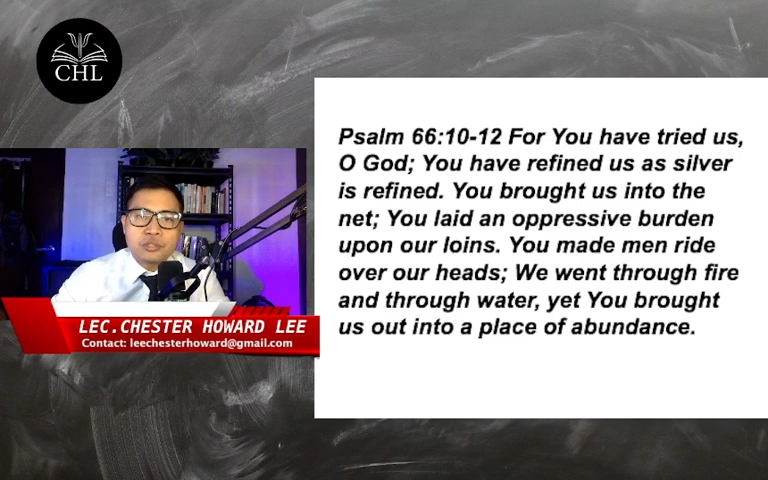 CHL
LEC.CHESTER HOWARD LEE
Contact: leechesterhoward@gmail.com
Psalm 66:10-12 For You have tried us,
O God; You have refined us as silver
is refined. You brought us into the
net; You laid an oppressive burden
upon our loins. You made men ride
over our heads; We went through fire
and through water, yet You brought
us out into a place of abundance.